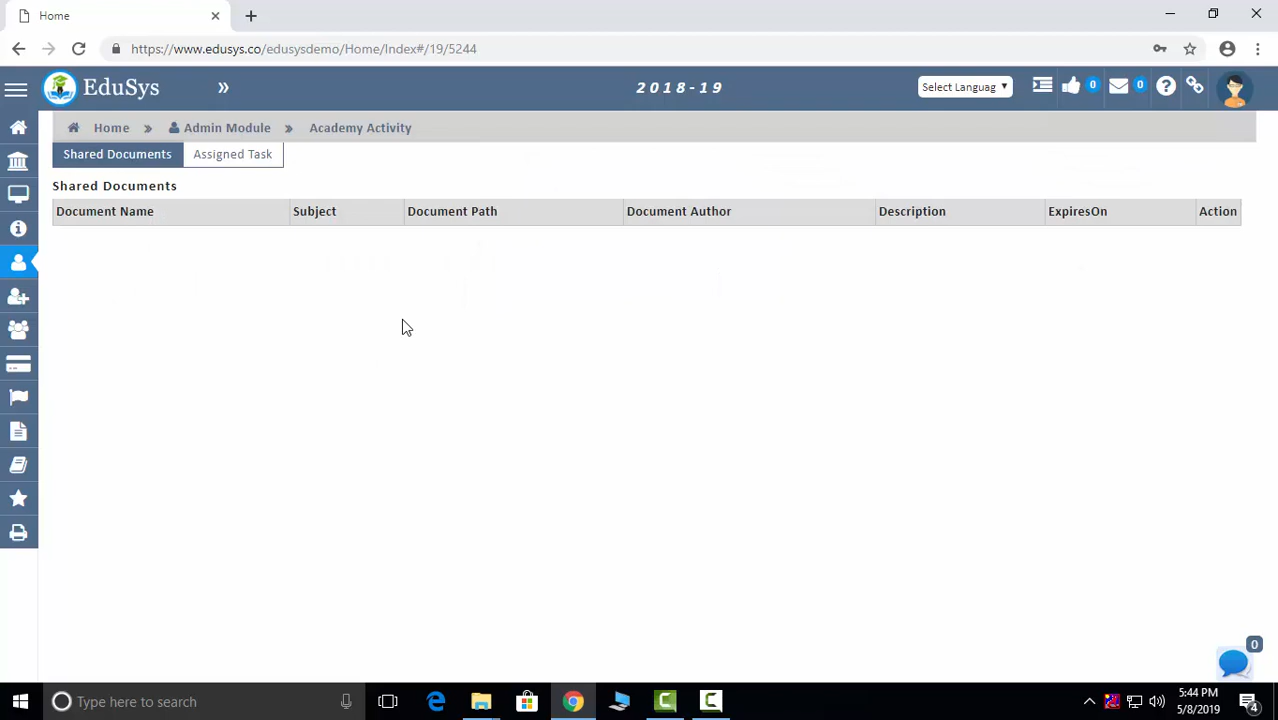 Home
https://www.edusys.co/edusysdemo/Home/Index#/19/5244
EduSys » 2018-19 Select Languag 0 0
Home » Admin Module » Academy Activity
Shared Documents Assigned Task
Shared Documents
Document Name Subject Document Path Document Author Description ExpiresOn Action
0
Type here to search
5:44 PM
5/8/2019
4